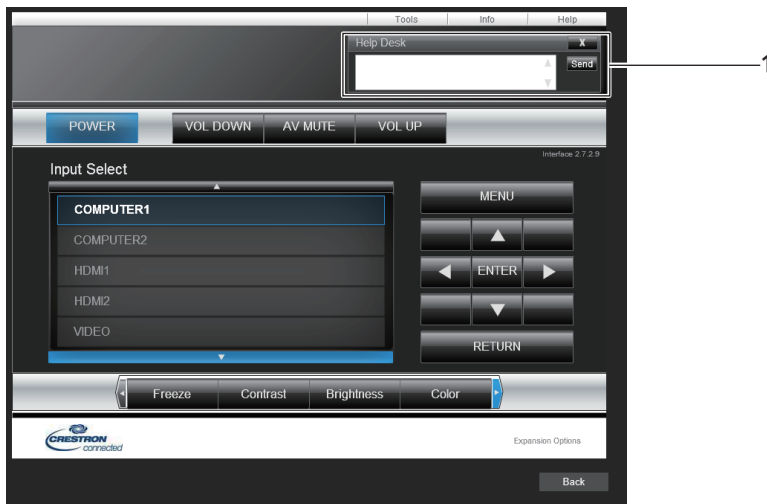 Tools Info Help
Help Desk X
Send
1
POWER VOL DOWN AV MUTE VOL UP
Interface 2.7.2.9
Input Select
COMPUTER1
COMPUTER2
HDMI1
HDMI2
VIDEO
MENU
ENTER
RETURN
Freeze Contrast Brightness Color
CRESTRON
connected
Expansion Options
Back